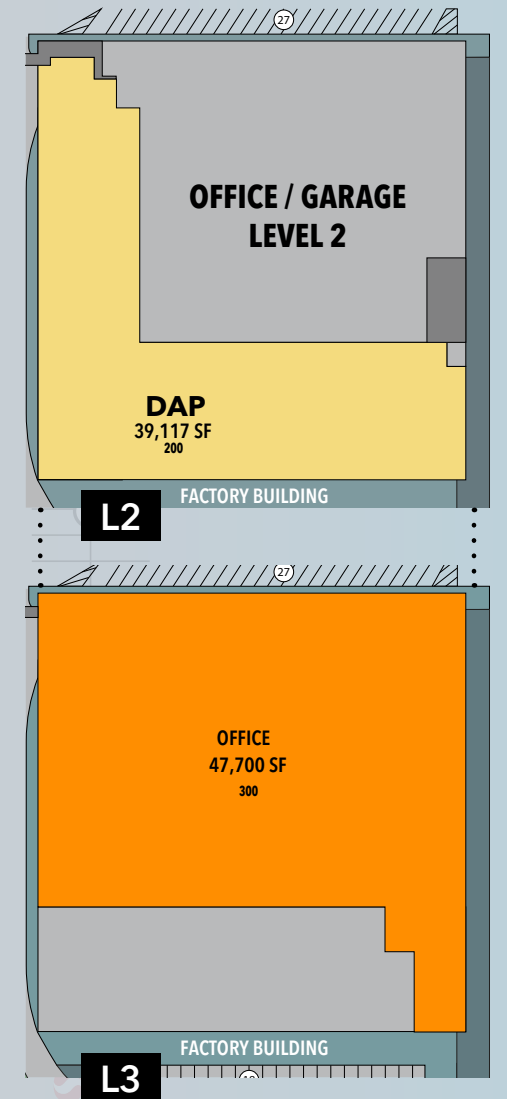 27
OFFICE / GARAGE
LEVEL 2
DAP
39,117 SF
200
FACTORY BUILDING
L2
27
OFFICE
47,700 SF
300
FACTORY BUILDING
L3